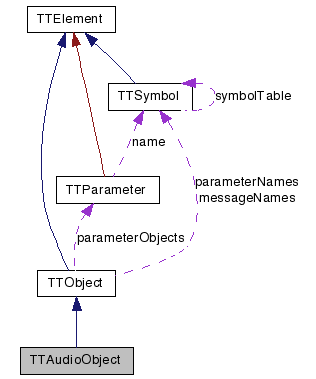 TTElement
TTSymbol
symbolTable
name
TTParameter
parameterNames
messageNames
parameterObjects
TTObject
TTAudioObject